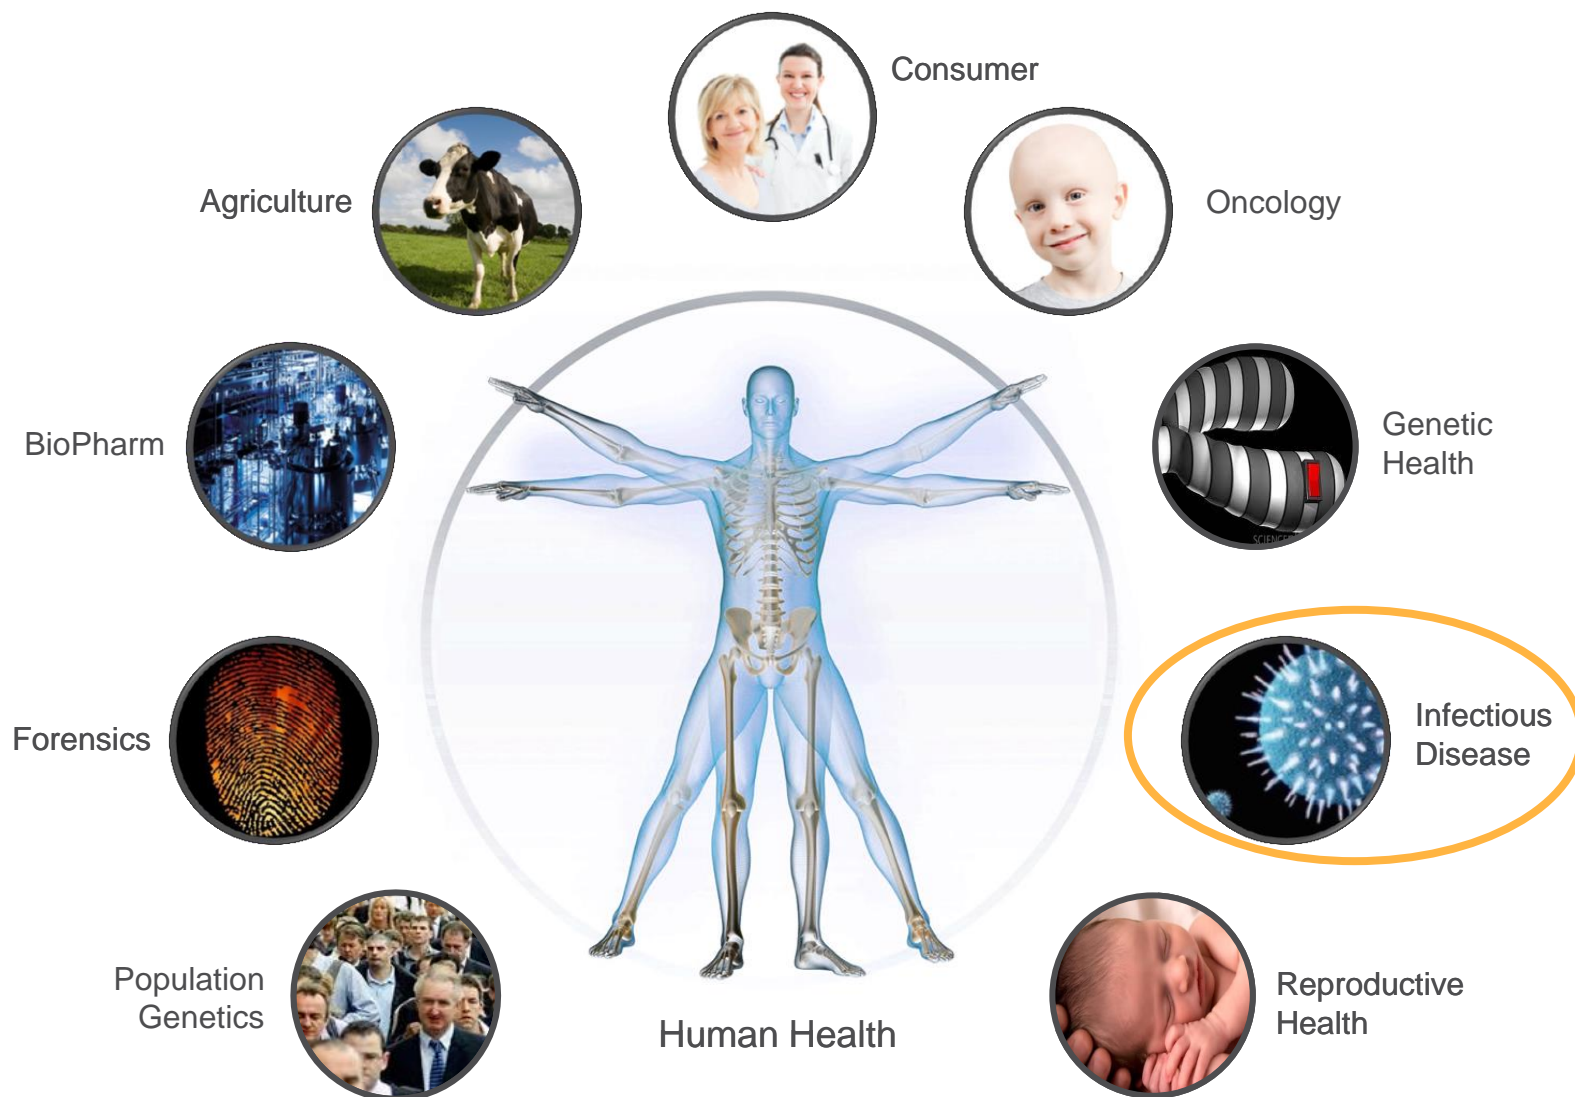 Consumer
Agriculture
Oncology
BioPharm
Genetic
Health
Forensics
Infectious
Disease
Population
Genetics
Reproductive
Health
Human Health